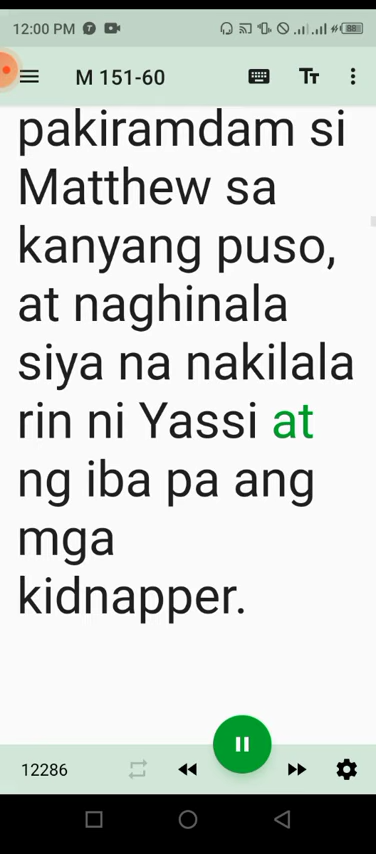 12:00 PM
88
M 151-60
pakiramdam si
Matthew sa
kanyang puso,
at naghinala
siya na nakilala
rin ni Yassi at
ng iba pa ang
mga
kidnapper.
12286